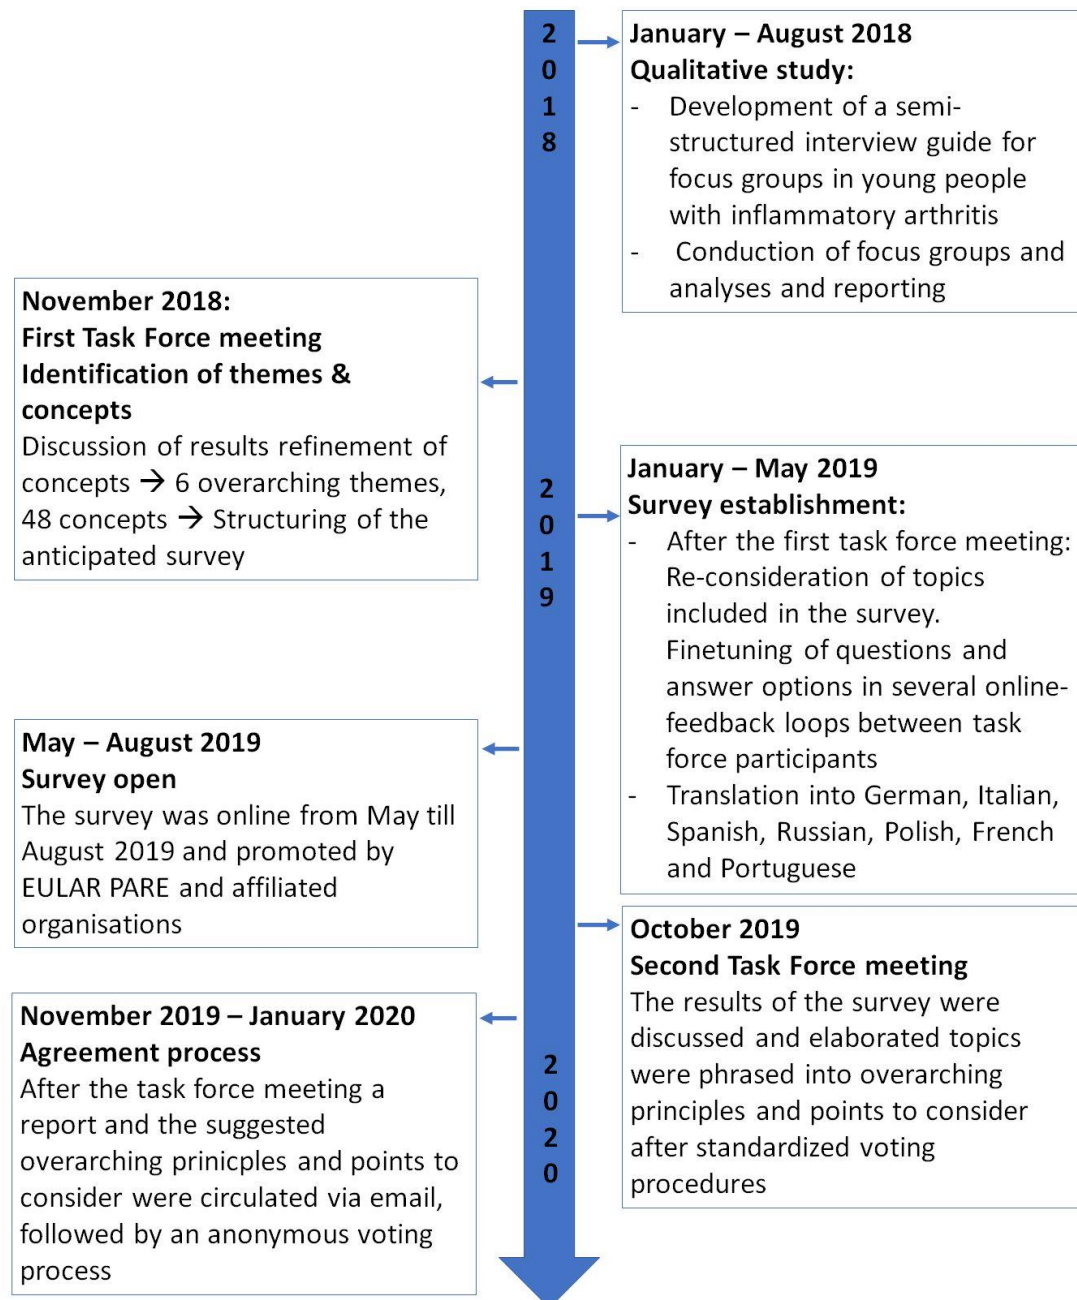 2
0
1
8
January – August 2018
Qualitative study:
- Development of a semi-
structured interview guide for
focus groups in young people
with inflammatory arthritis
- Conduction of focus groups and
analyses and reporting
November 2018:
First Task Force meeting
Identification of themes &
concepts
Discussion of results refinement of
concepts → 6 overarching themes,
48 concepts → Structuring of the
anticipated survey
2
0
1
9
January – May 2019
Survey establishment:
- After the first task force meeting:
Re-consideration of topics
included in the survey.
Finetuning of questions and
answer options in several online-
feedback loops between task
force participants
- Translation into German, Italian,
Spanish, Russian, Polish, French
and Portuguese
May – August 2019
Survey open
The survey was online from May till
August 2019 and promoted by
EULAR PARE and affiliated
organisations
October 2019
Second Task Force meeting
The results of the survey were
discussed and elaborated topics
were phrased into overarching
principles and points to consider
after standardized voting
procedures
November 2019 – January 2020
Agreement process
After the task force meeting a
report and the suggested
overarching prinicples and points to
consider were circulated via email,
followed by an anonymous voting
process
2
0
2
0